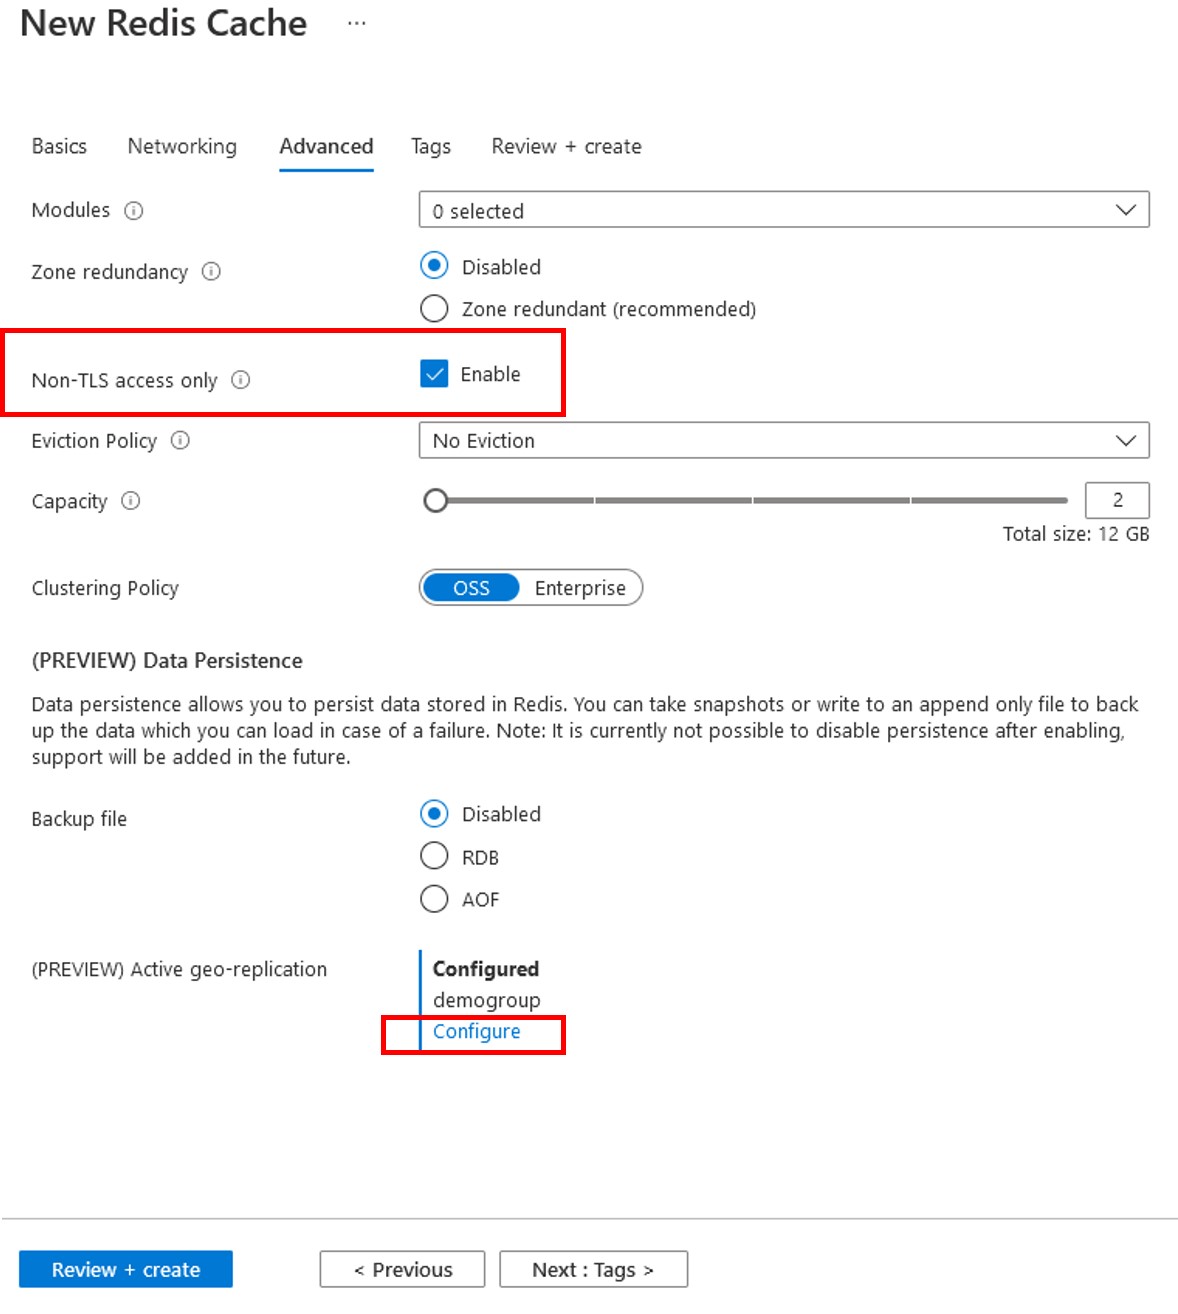 New Redis Cache ...
Basics Networking Advanced Tags Review + create
Modules 0 selected
Zone redundancy Disabled
Zone redundant (recommended)
Non-TLS access only Enable
Eviction Policy No Eviction
Capacity 2
Total size: 12 GB
Clustering Policy OSS Enterprise
(PREVIEW) Data Persistence
Data persistence allows you to persist data stored in Redis. You can take snapshots or write to an append only file to back
up the data which you can load in case of a failure. Note: It is currently not possible to disable persistence after enabling,
support will be added in the future.
Backup file Disabled
RDB
AOF
(PREVIEW) Active geo-replication Configured
demogroup
Configure
Review + create < Previous Next : Tags >